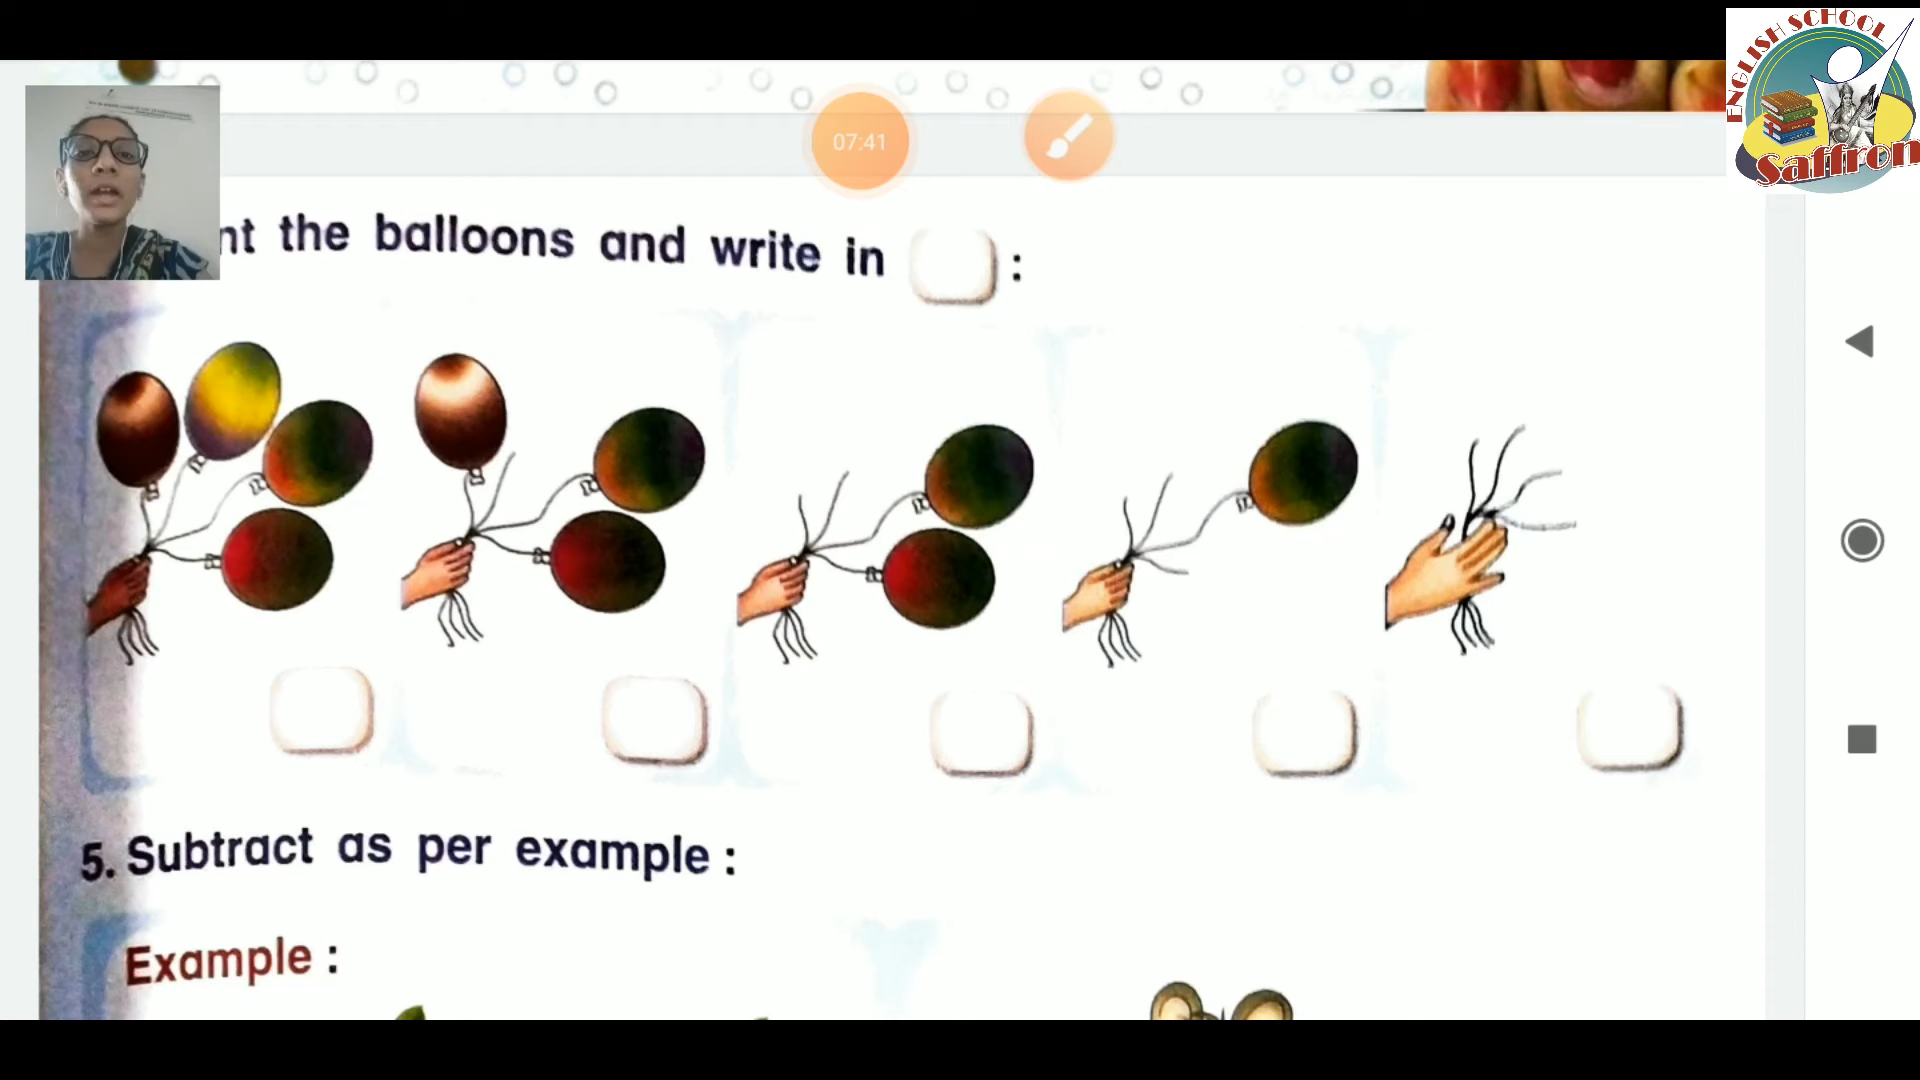 ENGLISH SCHOOL
Saffron
07:41
nt the balloons and write in :
5. Subtract as per example :
Example :